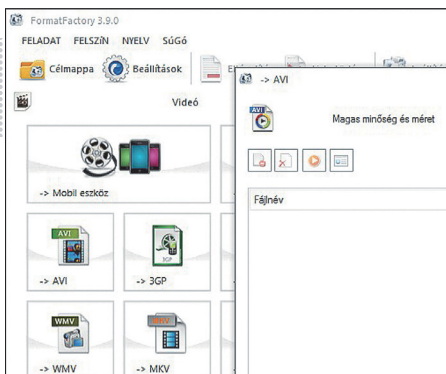 FormatFactory 3.9.0
FELADAT FELSZíN NYELV SúGó
Célmappa Beállítások
Videó
-> Mobil eszköz
AVI
-> AVI
3GP
-> 3GP
WMV
-> WMV
-> MKV
-> AVI
AVI
Magas minőség és méret
Fájlnév